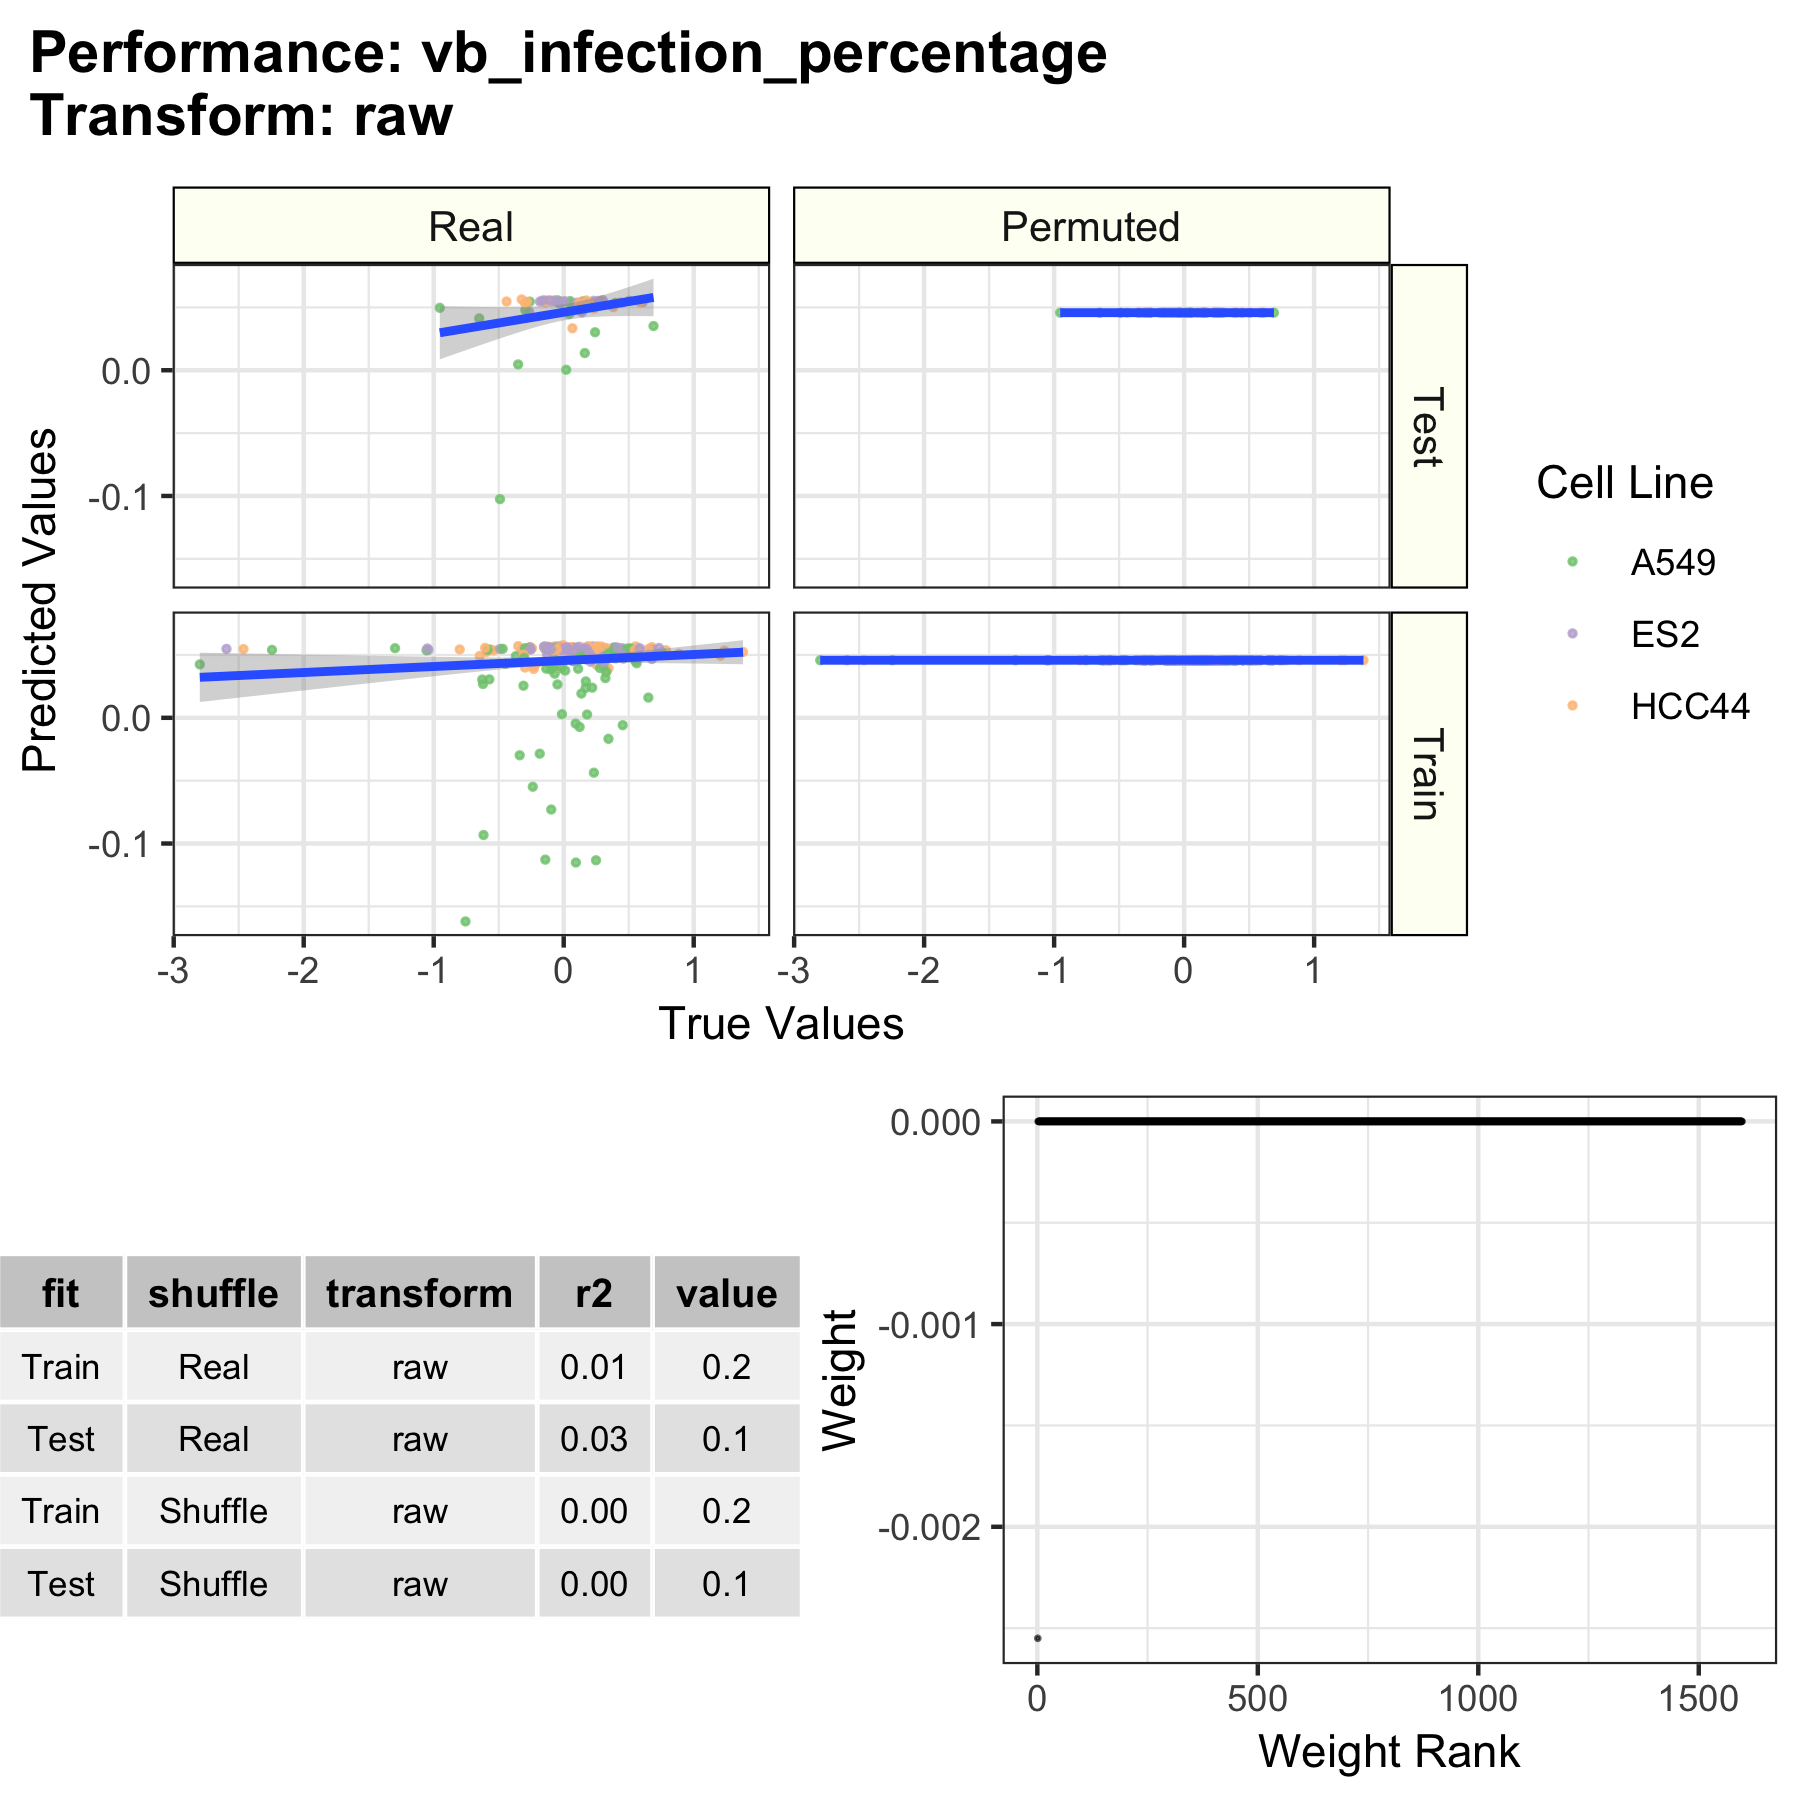 Performance: vb_infection_percentage
Transform: raw
Real
Permuted
0.0
-0.1
Test
0.0
-0.1
Train
Predicted Values
-3 -2 -1 0 1
-3 -2 -1 0 1
True Values
Cell Line
A549
ES2
HCC44
fit shuffle transform r2 value
Train Real raw 0.01 0.2
Test Real raw 0.03 0.1
Train Shuffle raw 0.00 0.2
Test Shuffle raw 0.00 0.1
Weight
0.000
-0.001
-0.002
0 500 1000 1500
Weight Rank